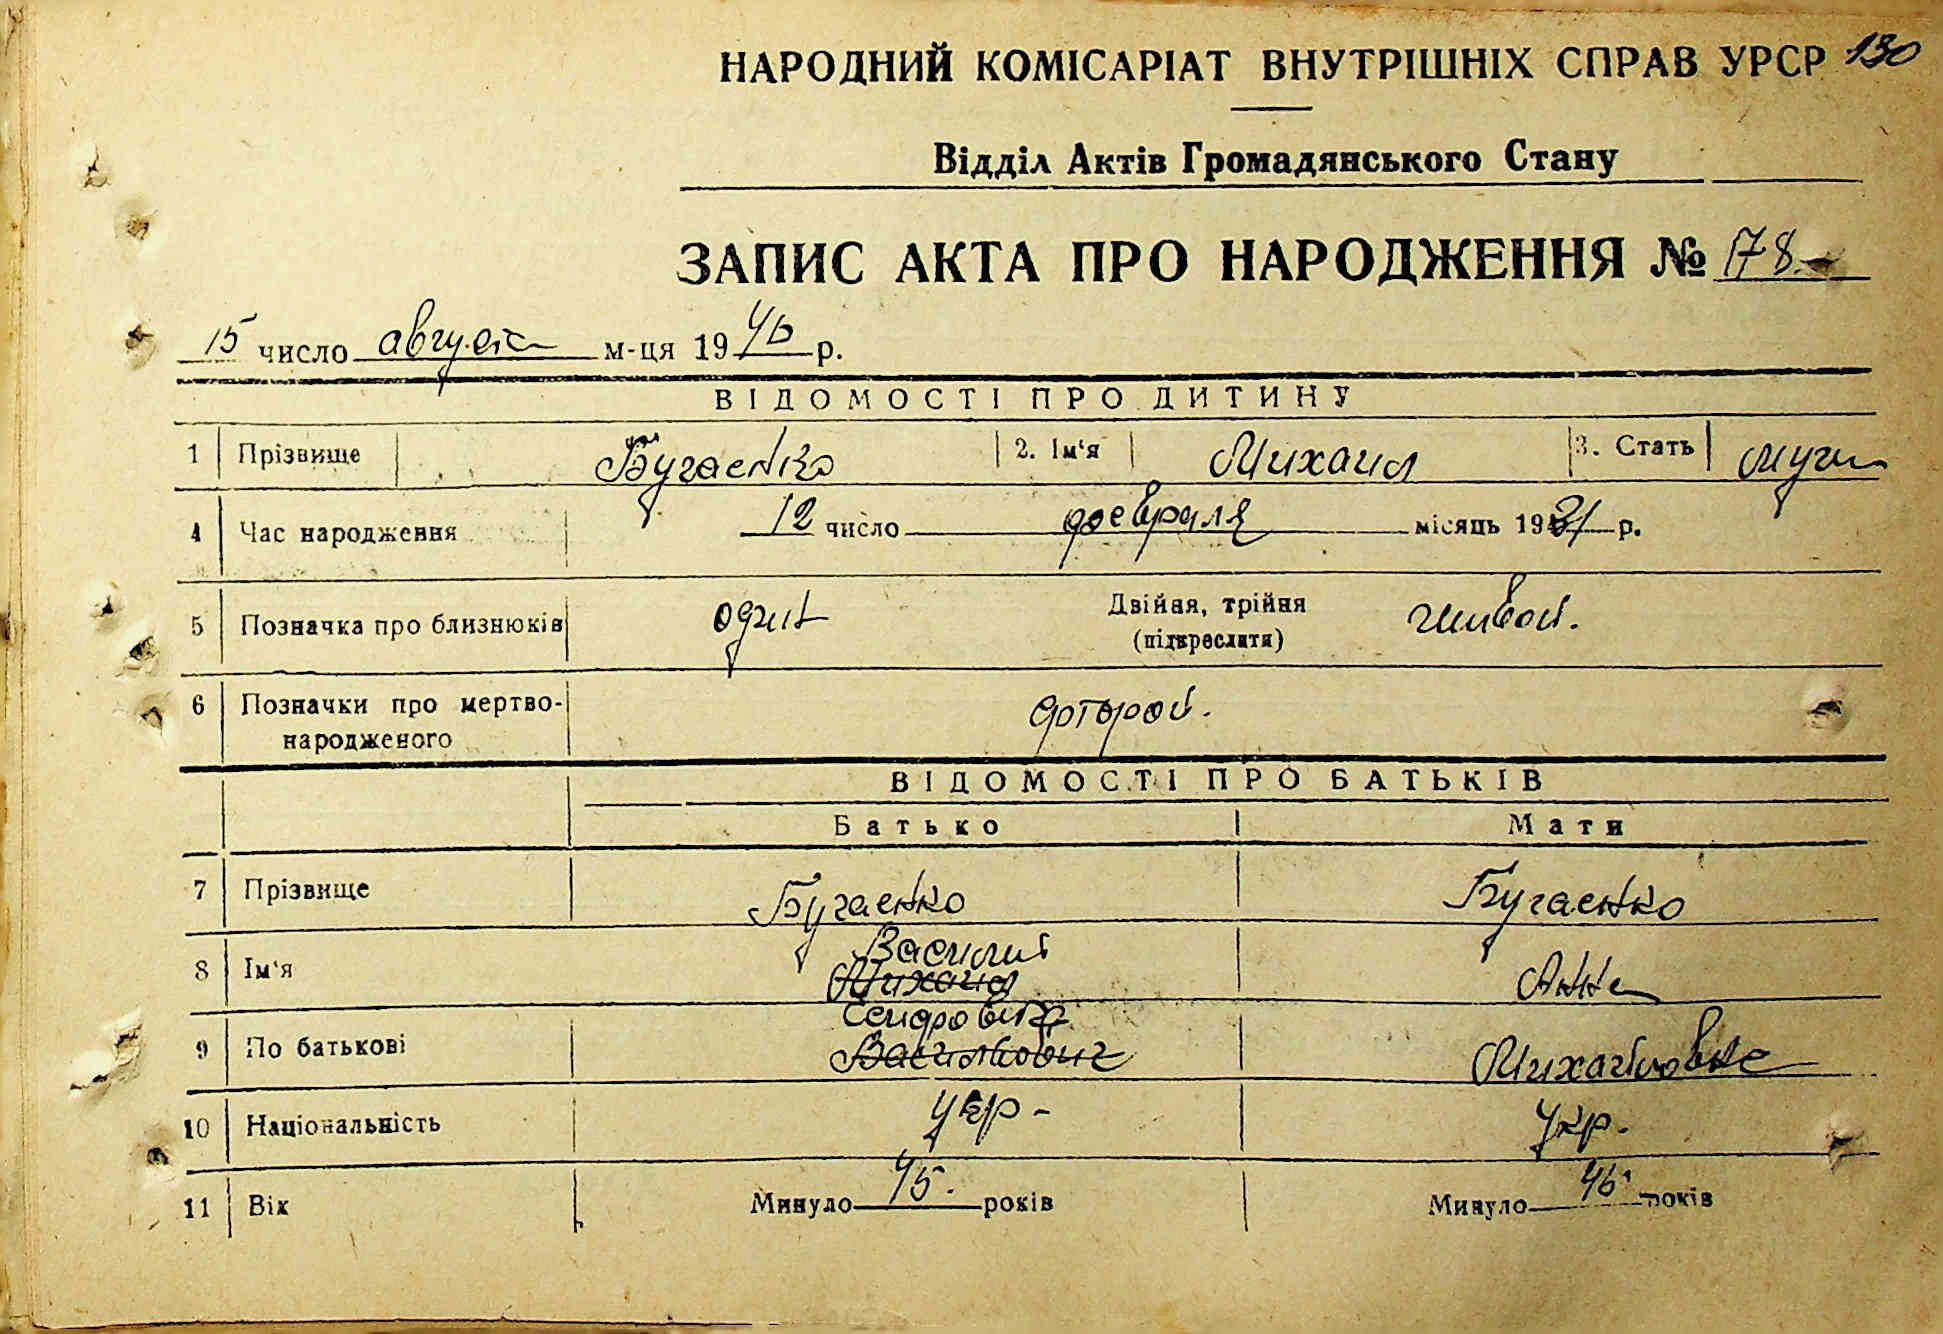 НАРОДНИЙ КОМІСАРІАТ ВНУТРІШНІХ СПРАВ УРСР 130
Відділ Актів Громадянського Стану
ЗАПИС АКТА ПРО НАРОДЖЕННЯ № 178.
15 число августа м-ця 1946 р.
ВІДОМОСТІ ПРО ДИТИНУ
1 Прізвище Бугаенко 2. Ім'я Михаил 3. Стать муж
4 Час народження 12 число февраля місяць 1931 р.
5 Позначка про близнюків один Двійня, трійня (підкреслити) живой.
6 Позначки про мертво-
народженого второй.
ВІДОМОСТІ ПРО БАТЬКІВ
Батько Мати
7 Прізвище Бугаенко Бугаенко
Василий
8 Ім'я Михаил Анна
9 По батькові Васильович Михайловна
10 Національність укр- укр.
11 Вік Минуло 45. років Минуло 46. років